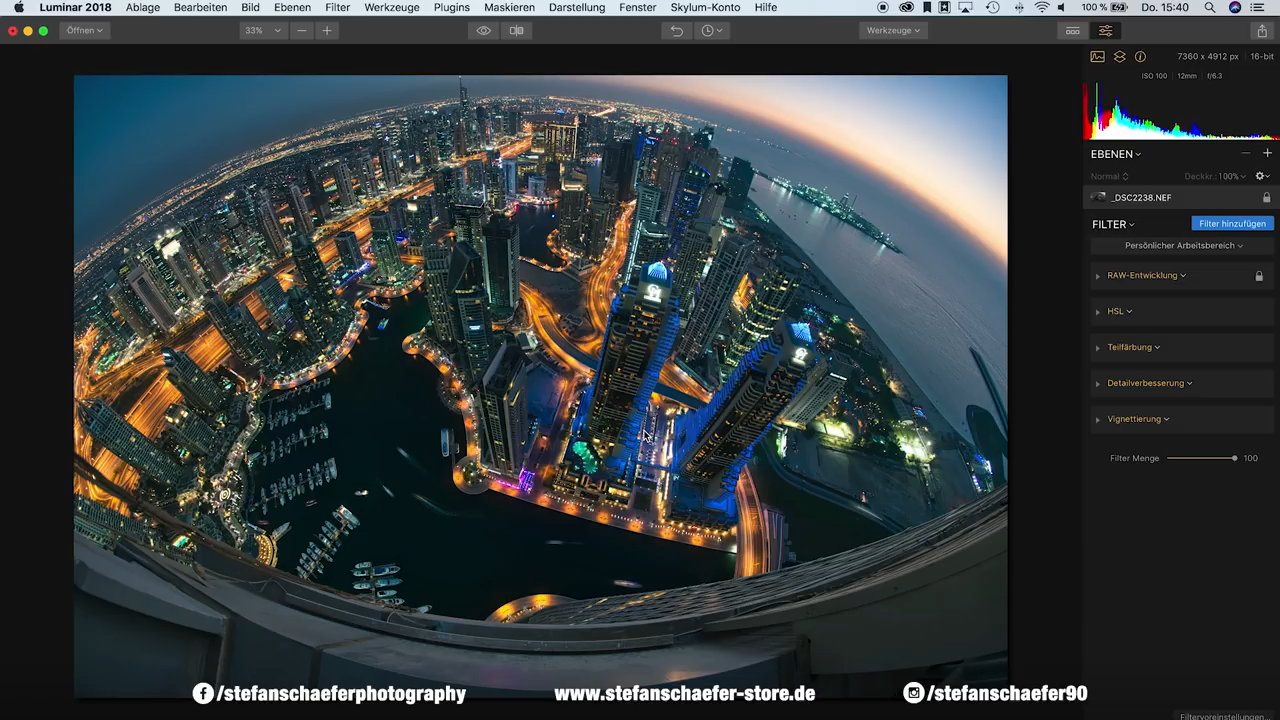 Luminar 2018 Ablage Bearbeiten Bild Ebenen Filter Werkzeuge Plugins Maskieren Darstellung Fenster Skylum-Konto Hilfe 100 % Do. 15:40
Öffnen 33% Werkzeuge
7360 x 4912 px 16-bit
ISO 100 12mm f/6.3
EBENEN
Normal Deckkr.: 100%
_DSC2238.NEF
FILTER Filter hinzufügen
Persönlicher Arbeitsbereich
RAW-Entwicklung
HSL
Teilfärbung
Detailverbesserung
Vignettierung
Filter Menge 100
/stefanschaeferphotography www.stefanschaefer-store.de /stefanschaefer90
Filtervoreinstellungen...